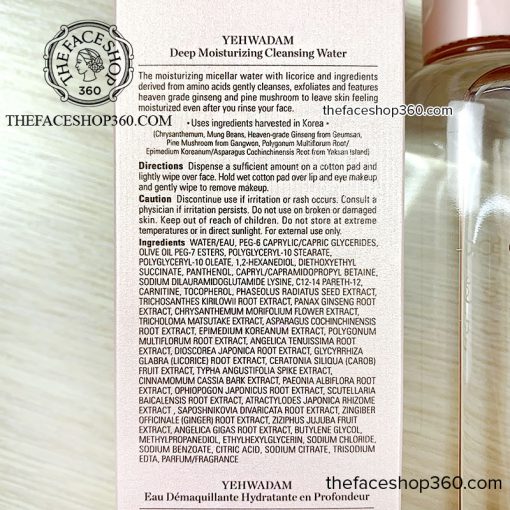 THE FACE SHOP
360
THEFACESHOP360.COM
YEHWADAM
Deep Moisturizing Cleansing Water
The moisturizing micellar water with licorice and ingredients
derived from amino acids gently cleanses, exfoliates and features
heaven grade ginseng and pine mushroom to leave skin feeling
moisturized even after you rinse your face.
thefaceshop360.com
• Uses ingredients harvested in Korea •
(Chrysanthemum, Mung Beans, Heaven-grade Ginseng from Geumsan,
Pine Mushroom from Gangwon, Polygonum Multiflorum Root/
Epimedium Koreanum/Asparagus Cochinchinensis Root from Yaksan Island)
Directions Dispense a sufficient amount on a cotton pad and
lightly wipe over face. Hold wet cotton pad over lip and eye makeup
and gently wipe to remove makeup.
Caution Discontinue use if irritation or rash occurs. Consult a
physician if irritation persists. Do not use on broken or damaged
skin. Keep out of reach of children. Do not store at extreme
temperatures or in direct sunlight. For external use only.
Ingredients WATER/EAU, PEG-6 CAPRYLIC/CAPRIC GLYCERIDES,
OLIVE OIL PEG-7 ESTERS, POLYGLYCERYL-10 STEARATE,
POLYGLYCERYL-10 OLEATE, 1,2-HEXANEDIOL, DIETHOXYETHYL
SUCCINATE, PANTHENOL, CAPRYL/CAPRAMIDOPROPYL BETAINE,
SODIUM DILAURAMIDOGLUTAMIDE LYSINE, C12-14 PARETH-12,
CARNITINE, TOCOPHEROL, PHASEOLUS RADIATUS SEED EXTRACT,
TRICHOSANTHES KIRILOWII ROOT EXTRACT, PANAX GINSENG ROOT
EXTRACT, CHRYSANTHEMUM MORIFOLIUM FLOWER EXTRACT,
TRICHOLOMA MATSUTAKE EXTRACT, ASPARAGUS COCHINCHINENSIS
ROOT EXTRACT, EPIMEDIUM KOREANUM EXTRACT, POLYGONUM
MULTIFLORUM ROOT EXTRACT, ANGELICA TENUISSIMA ROOT
EXTRACT, DIOSCOREA JAPONICA ROOT EXTRACT, GLYCYRRHIZA
GLABRA (LICORICE) ROOT EXTRACT, CERATONIA SILIQUA (CAROB)
FRUIT EXTRACT, TYPHA ANGUSTIFOLIA SPIKE EXTRACT,
CINNAMOMUM CASSIA BARK EXTRACT, PAEONIA ALBIFLORA ROOT
EXTRACT, OPHIOPOGON JAPONICUS ROOT EXTRACT, SCUTELLARIA
BAICALENSIS ROOT EXTRACT, ATRACTYLODES JAPONICA RHIZOME
EXTRACT , SAPOSHNIKOVIA DIVARICATA ROOT EXTRACT, ZINGIBER
OFFICINALE (GINGER) ROOT EXTRACT, ZIZIPHUS JUJUBA FRUIT
EXTRACT, ANGELICA GIGAS ROOT EXTRACT, BUTYLENE GLYCOL,
METHYLPROPANEDIOL, ETHYLHEXYLGLYCERIN, SODIUM CHLORIDE,
SODIUM BENZOATE, CITRIC ACID, SODIUM CITRATE, TRISODIUM
EDTA, PARFUM/FRAGRANCE
thefaceshop360.com
YEHWADAM
Eau Démaquillante Hydratante en Profondeur
thefaceshop360.com